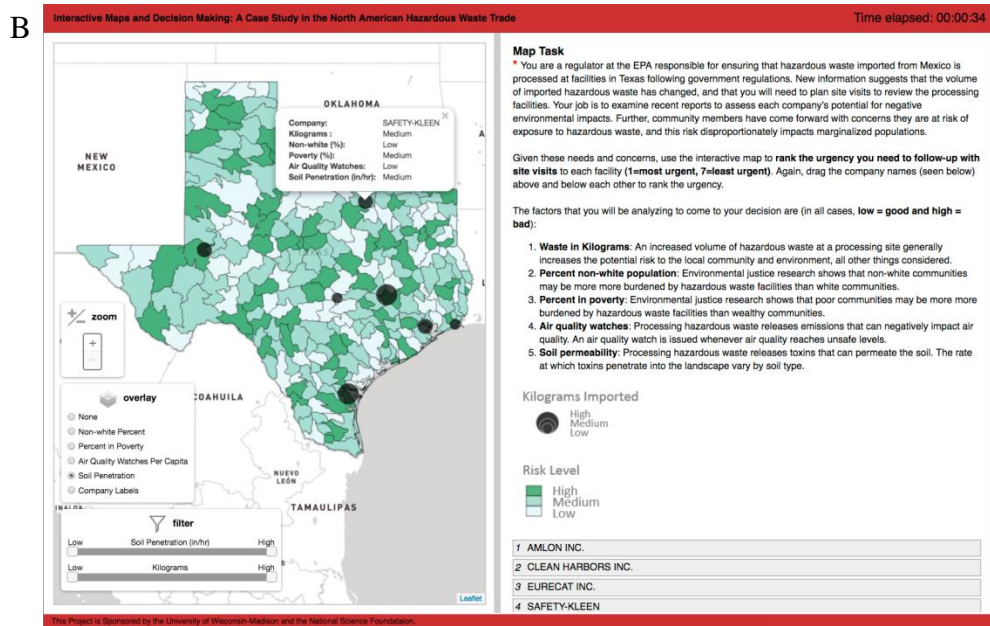 B
Interactive Maps and Decision Making: A Case Study in the North American Hazardous Waste Trade
Time elapsed: 00:00:34
OKLAHOMA
NEW
MEXICO
Company: SAFETY-KLEEN
Kilograms : Medium
Non-white (%): Low
Poverty (%): Medium
Air Quality Watches: Low
Soil Penetration (in/hr): Medium
zoom
+
overlay
None
Non-white Percent
Percent in Poverty
Air Quality Watches Per Capita
Soil Penetration
Company Labels
COAHUILA
NUEVO
LEÓN
TAMAULIPAS
filter
Low Soil Penetration (in/hr) High
Low Kilograms High
Leaflet
Map Task
* You are a regulator at the EPA responsible for ensuring that hazardous waste imported from Mexico is
processed at facilities in Texas following government regulations. New information suggests that the volume
of imported hazardous waste has changed, and that you will need to plan site visits to review the processing
facilities. Your job is to examine recent reports to assess each company's potential for negative
environmental impacts. Further, community members have come forward with concerns they are at risk of
exposure to hazardous waste, and this risk disproportionately impacts marginalized populations.
Given these needs and concerns, use the interactive map to rank the urgency you need to follow-up with
site visits to each facility (1=most urgent, 7=least urgent). Again, drag the company names (seen below)
above and below each other to rank the urgency.
The factors that you will be analyzing to come to your decision are (in all cases, low = good and high =
bad):
1. Waste in Kilograms: An increased volume of hazardous waste at a processing site generally
increases the potential risk to the local community and environment, all other things considered.
2. Percent non-white population: Environmental justice research shows that non-white communities
may be more more burdened by hazardous waste facilities than white communities.
3. Percent in poverty: Environmental justice research shows that poor communities may be more more
burdened by hazardous waste facilities than wealthy communities.
4. Air quality watches: Processing hazardous waste releases emissions that can negatively impact air
quality. An air quality watch is issued whenever air quality reaches unsafe levels.
5. Soil permeability: Processing hazardous waste releases toxins that can permeate the soil. The rate
at which toxins penetrate into the landscape vary by soil type.
Kilograms Imported
High
Medium
Low
Risk Level
High
Medium
Low
1 AMLON INC.
2 CLEAN HARBORS INC.
3 EURECAT INC.
4 SAFETY-KLEEN
This Project is Sponsored by the University of Wisconsin-Madison and the National Science Foundataion.